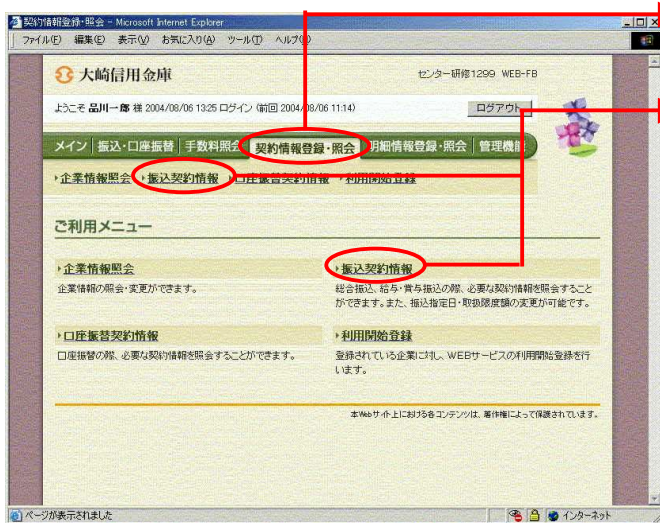 契約情報登録・照会 - Microsoft Internet Explorer
ファイル(F) 編集(E) 表示(V) お気に入り(A) ツール(T) ヘルプ(H)
大崎信用金庫
センター研修1299 WEB-FB
ようこそ 品川一郎 様 2004/08/06 13:25 ログイン (前回 2004/08/06 11:14)
ログアウト
メイン 振込・口座振替 手数料照会 契約情報登録・照会 明細情報登録・照会 管理機能
企業情報照会 振込契約情報 口座振替契約情報 利用開始登録
ご利用メニュー
企業情報照会
企業情報の照会・変更ができます。
振込契約情報
総合振込、給与・賞与振込の際、必要な契約情報を照会すること
ができます。また、振込指定日・取扱限度額の変更が可能です。
口座振替契約情報
口座振替の際、必要な契約情報を照会することができます。
利用開始登録
登録されている企業に対し、WEBサービスの利用開始登録を行
います。
本Webサイト上における各コンテンツは、著作権によって保護されています。
ページが表示されました
インターネット